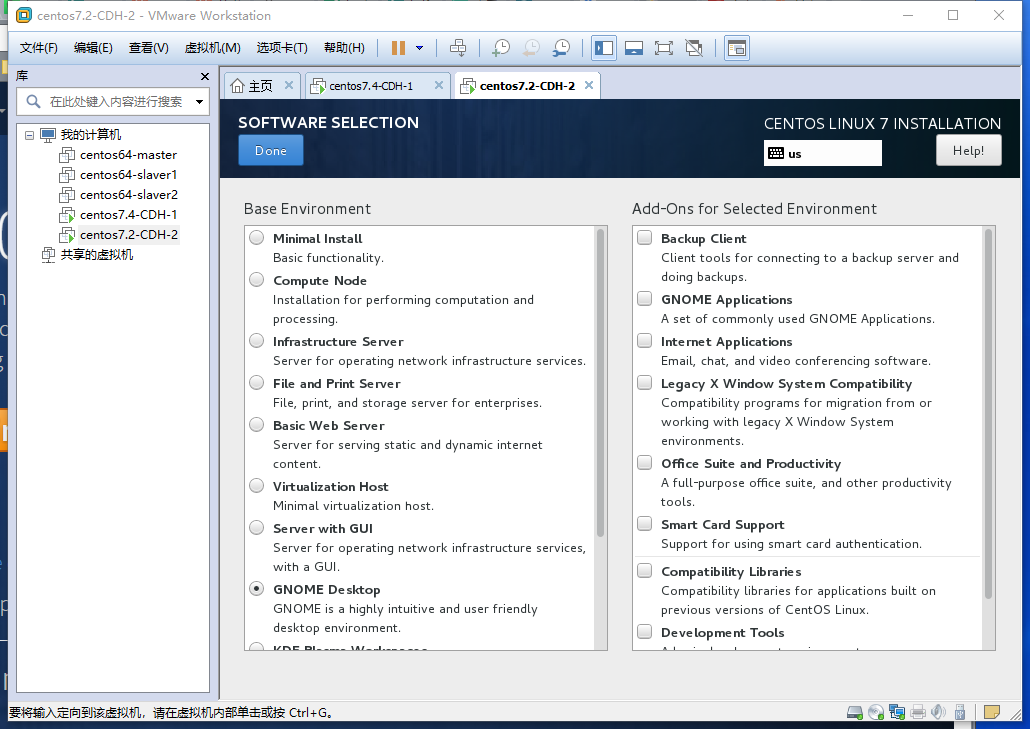 centos7.2-CDH-2 - VMware Workstation
文件(F) 编辑(E) 查看(V) 虚拟机(M) 选项卡(T) 帮助(H)
库
在此处键入内容进行搜索
我的计算机
centos64-master
centos64-slaver1
centos64-slaver2
centos7.4-CDH-1
centos7.2-CDH-2
共享的虚拟机
主页 centos7.4-CDH-1 centos7.2-CDH-2
SOFTWARE SELECTION
Done
CENTOS LINUX 7 INSTALLATION
us
Help!
Base Environment
Minimal Install
Basic functionality.
Compute Node
Installation for performing computation and
processing.
Infrastructure Server
Server for operating network infrastructure services.
File and Print Server
File, print, and storage server for enterprises.
Basic Web Server
Server for serving static and dynamic internet
content.
Virtualization Host
Minimal virtualization host.
Server with GUI
Server for operating network infrastructure services,
with a GUI.
GNOME Desktop
GNOME is a highly intuitive and user friendly
desktop environment.
KDE Plasma Workspaces
Add-Ons for Selected Environment
Backup Client
Client tools for connecting to a backup server and
doing backups.
GNOME Applications
A set of commonly used GNOME Applications.
Internet Applications
Email, chat, and video conferencing software.
Legacy X Window System Compatibility
Compatibility programs for migration from or
working with legacy X Window System
environments.
Office Suite and Productivity
A full-purpose office suite, and other productivity
tools.
Smart Card Support
Support for using smart card authentication.
Compatibility Libraries
Compatibility libraries for applications built on
previous versions of CentOS Linux.
Development Tools
要将输入定向到该虚拟机，请在虚拟机内部单击或按 Ctrl+G。